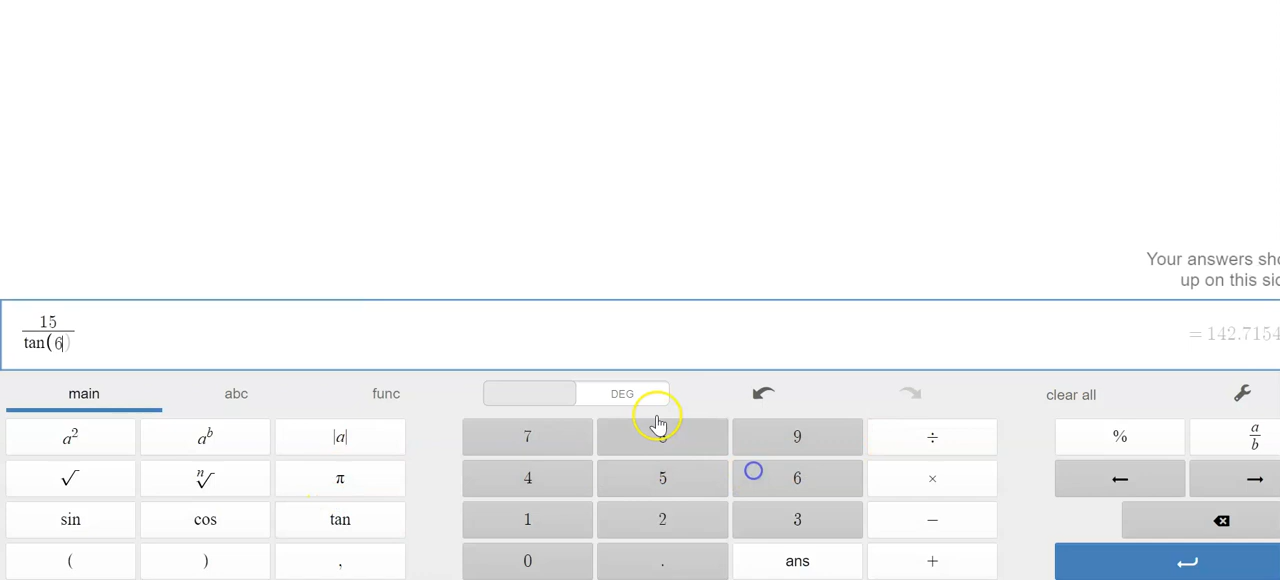 Your answers sho
up on this sid
15
tan(6)
= 142.7154
main abc func DEG clear all
a² aᵇ |a| 7 9 ÷ % a/b
√ ⁿ√ π 4 5 6 × ← →
sin cos tan 1 2 3 −
( ) , 0 . ans +